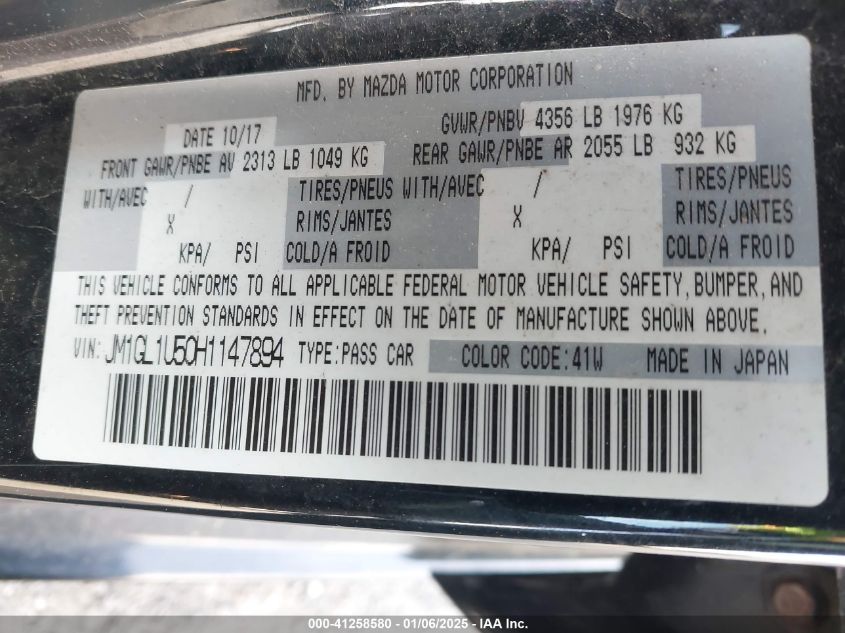 MFD. BY MAZDA MOTOR CORPORATION
DATE 10/17 GVWR/PNBV 4356 LB 1976 KG
FRONT GAWR/PNBE AV 2313 LB 1049 KG REAR GAWR/PNBE AR 2055 LB 932 KG
WITH/AVEC / TIRES/PNEUS WITH/AVEC / TIRES/PNEUS
X RIMS/JANTES X RIMS/JANTES
KPA/ PSI COLD/A FROID KPA/ PSI COLD/A FROID
THIS VEHICLE CONFORMS TO ALL APPLICABLE FEDERAL MOTOR VEHICLE SAFETY, BUMPER, AND
THEFT PREVENTION STANDARDS IN EFFECT ON THE DATE OF MANUFACTURE SHOWN ABOVE.
VIN: JM1GL1U50H1147894 TYPE: PASS CAR COLOR CODE: 41W MADE IN JAPAN
000-41258580 - 01/06/2025 - IAA Inc.